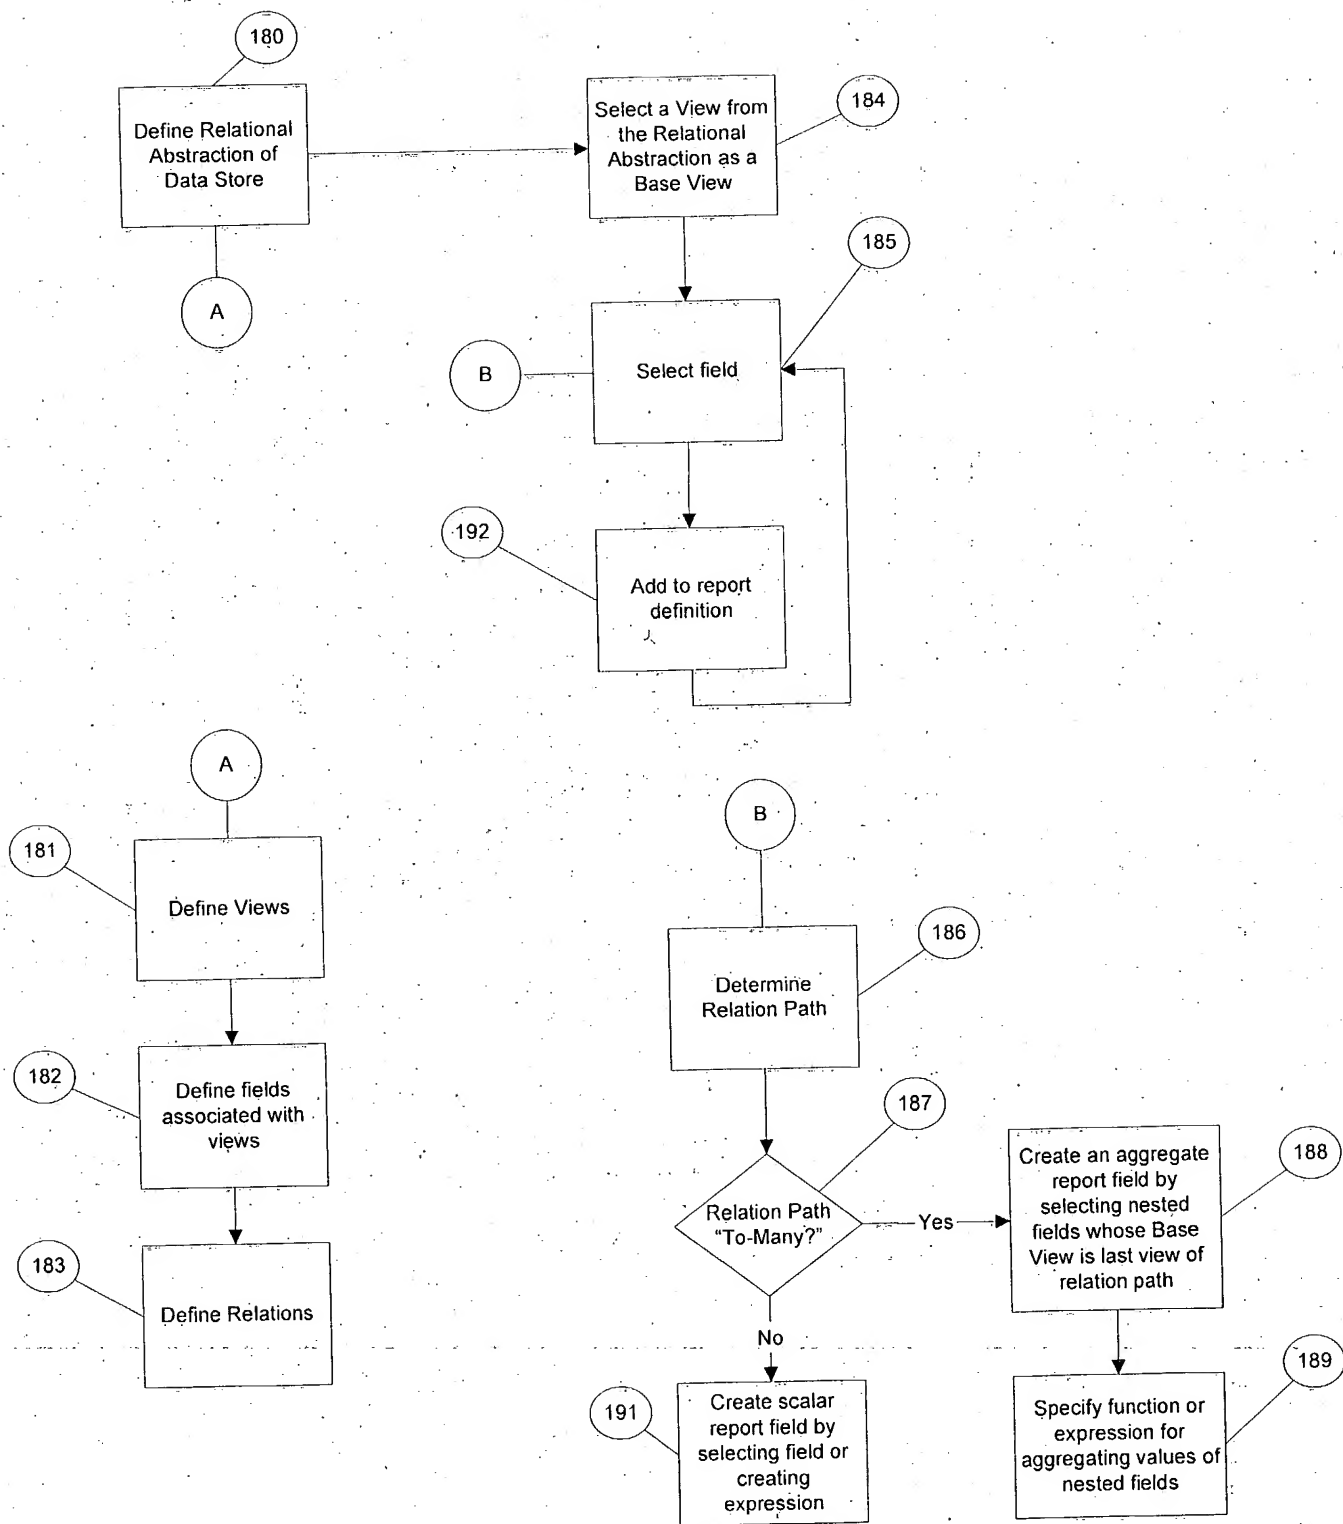 180
Define Relational
Abstraction of
Data Store
A
Select a View from
the Relational
Abstraction as a
Base View
184
185
B
Select field
192
Add to report
definition
A
181
Define Views
182
Define fields
associated with
views
183
Define Relations
B
186
Determine
Relation Path
187
Relation Path
"To-Many?"
Yes
No
188
Create an aggregate
report field by
selecting nested
fields whose Base
View is last view of
relation path
189
Specify function or
expression for
aggregating values of
nested fields
191
Create scalar
report field by
selecting field or
creating
expression